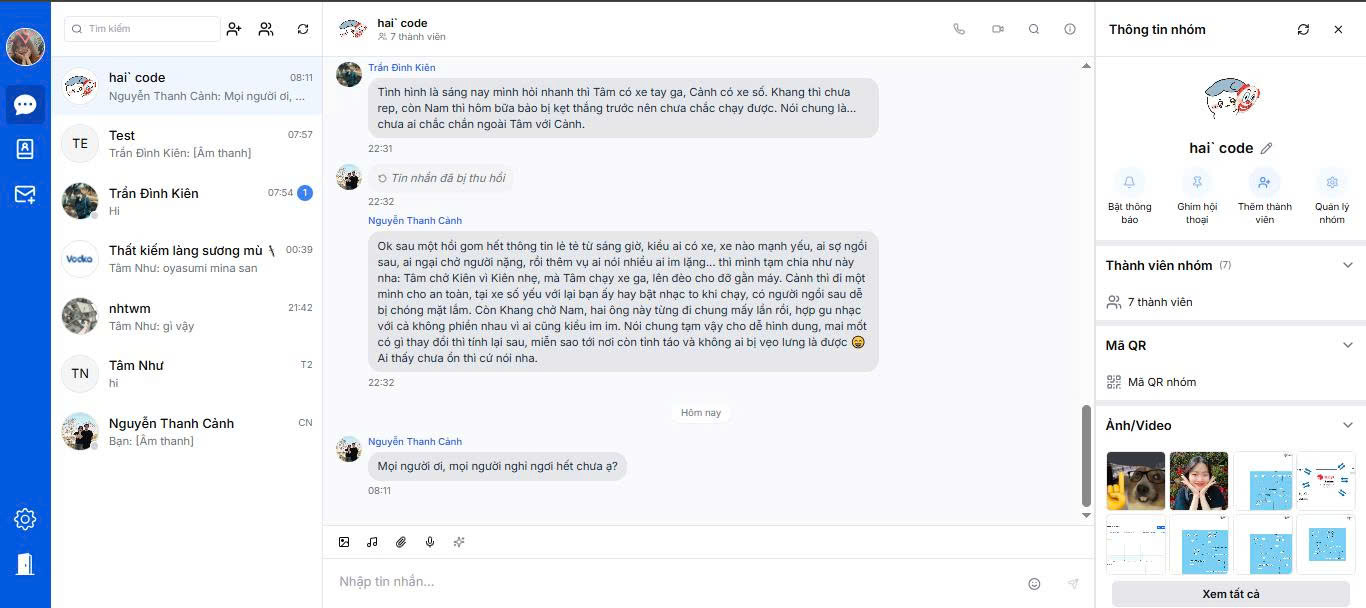 Tìm kiếm
hai` code
08:11
Nguyễn Thanh Cảnh: Mọi người ơi, ...
TE
Test
07:57
Trần Đình Kiên: [Âm thanh]
Trần Đình Kiên
07:54
1
Hi
Vodka
Thất kiếm làng sương mù
00:39
Tâm Như: oyasumi mina san
nhtwm
21:42
Tâm Như: gì vậy
TN
Tâm Như
T2
hi
Nguyễn Thanh Cảnh
CN
Bạn: [Âm thanh]
hai` code
7 thành viên
Trần Đình Kiên
Tình hình là sáng nay mình hỏi nhanh thì Tâm có xe tay ga, Cảnh có xe số. Khang thì chưa
rep, còn Nam thì hôm bữa bảo bị kẹt thắng trước nên chưa chắc chạy được. Nói chung là...
chưa ai chắc chắn ngoài Tâm với Cảnh.
22:31
Tin nhắn đã bị thu hồi
22:32
Nguyễn Thanh Cảnh
Ok sau một hồi gom hết thông tin lẻ tẻ từ sáng giờ, kiểu ai có xe, xe nào mạnh yếu, ai sợ ngồi
sau, ai ngại chở người nặng, rồi thêm vụ ai nói nhiều ai im lặng... thì mình tạm chia như này
nha: Tâm chở Kiên vì Kiên nhẹ, mà Tâm chạy xe ga, lên đèo cho đỡ gằn máy. Cảnh thì đi một
mình cho an toàn, tại xe số yếu với lại bạn ấy hay bật nhạc to khi chạy, có người ngồi sau dễ
bị chóng mặt lắm. Còn Khang chở Nam, hai ông này từng đi chung mấy lần rồi, hợp gu nhạc
với cả không phiền nhau vì ai cũng kiểu im im. Nói chung tạm vậy cho dễ hình dung, mai mốt
có gì thay đổi thì tính lại sau, miễn sao tới nơi còn tỉnh táo và không ai bị vẹo lưng là được 😄
Ai thấy chưa ổn thì cứ nói nha.
22:32
Hôm nay
Nguyễn Thanh Cảnh
Mọi người ơi, mọi người nghỉ ngơi hết chưa ạ?
08:11
Nhập tin nhắn...
Thông tin nhóm
hai` code
Bật thông
báo
Ghim hội
thoại
Thêm thành
viên
Quản lý
nhóm
Thành viên nhóm (7)
7 thành viên
Mã QR
Mã QR nhóm
Ảnh/Video
Xem tất cả